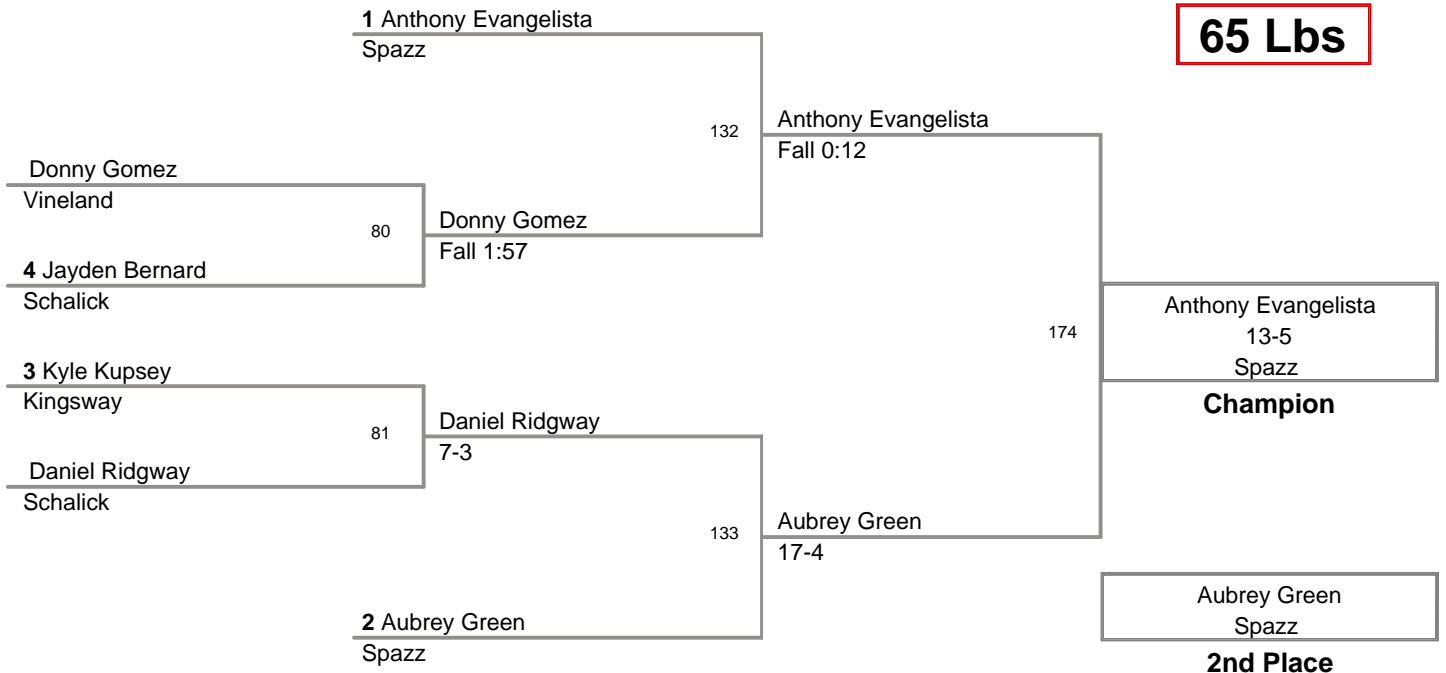 1 Anthony Evangelista
65 Lbs
Spazz
132
Anthony Evangelista
Fall 0:12
Donny Gomez
Vineland
80
Donny Gomez
Fall 1:57
4 Jayden Bernard
Schalick
Anthony Evangelista
13-5
Spazz
Champion
174
3 Kyle Kupsey
Kingsway
81
Daniel Ridgway
7-3
Daniel Ridgway
Schalick
133
Aubrey Green
17-4
2 Aubrey Green
Spazz
Aubrey Green
Spazz
2nd Place